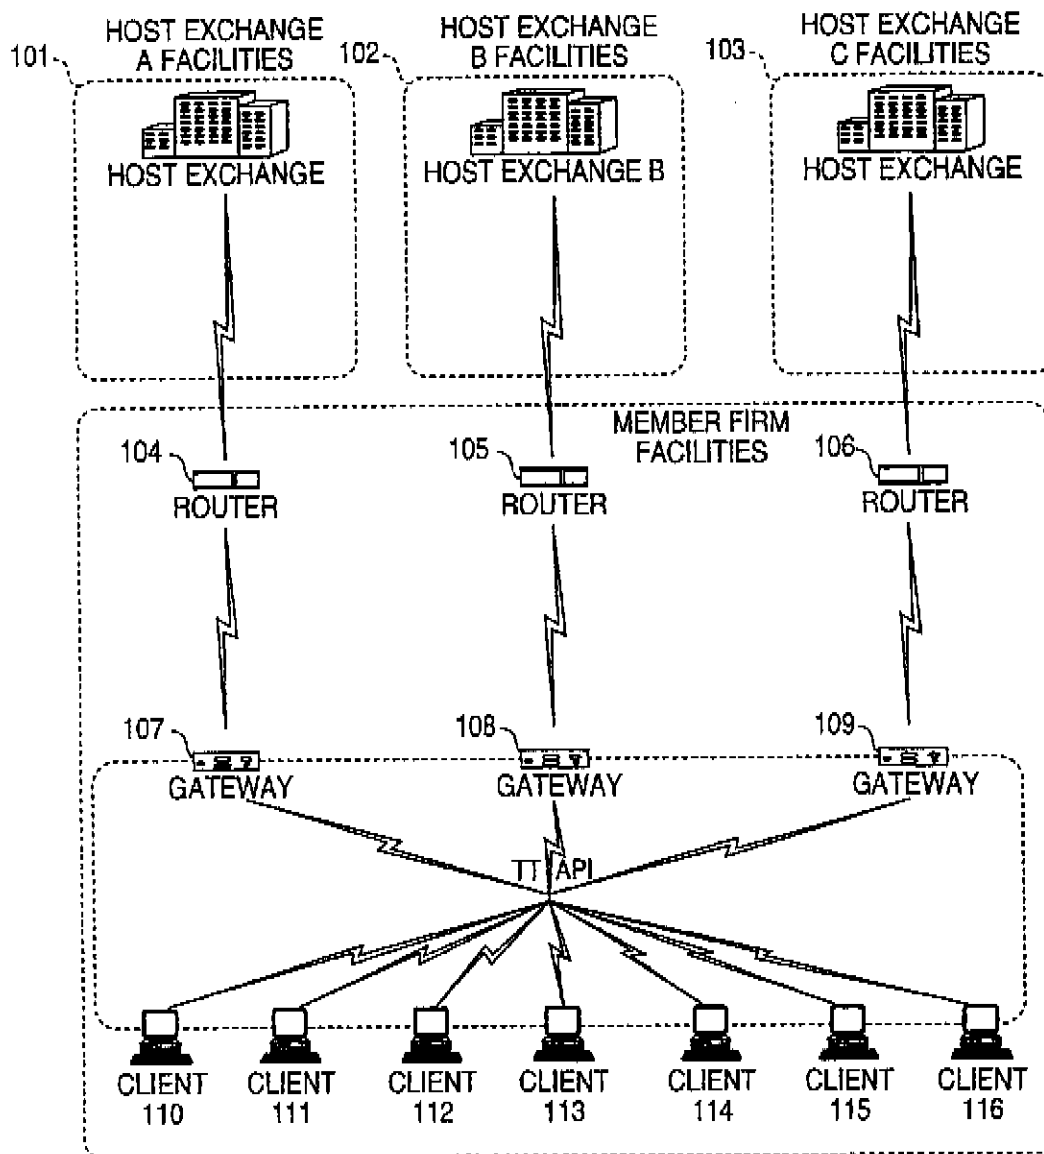 HOST EXCHANGE
A FACILITIES
HOST EXCHANGE
B FACILITIES
HOST EXCHANGE
C FACILITIES
101
102
103
HOST EXCHANGE
HOST EXCHANGE B
HOST EXCHANGE
MEMBER FIRM
FACILITIES
104
105
106
ROUTER
ROUTER
ROUTER
107
108
109
GATEWAY
GATEWAY
GATEWAY
TT API
CLIENT
110
CLIENT
111
CLIENT
112
CLIENT
113
CLIENT
114
CLIENT
115
CLIENT
116